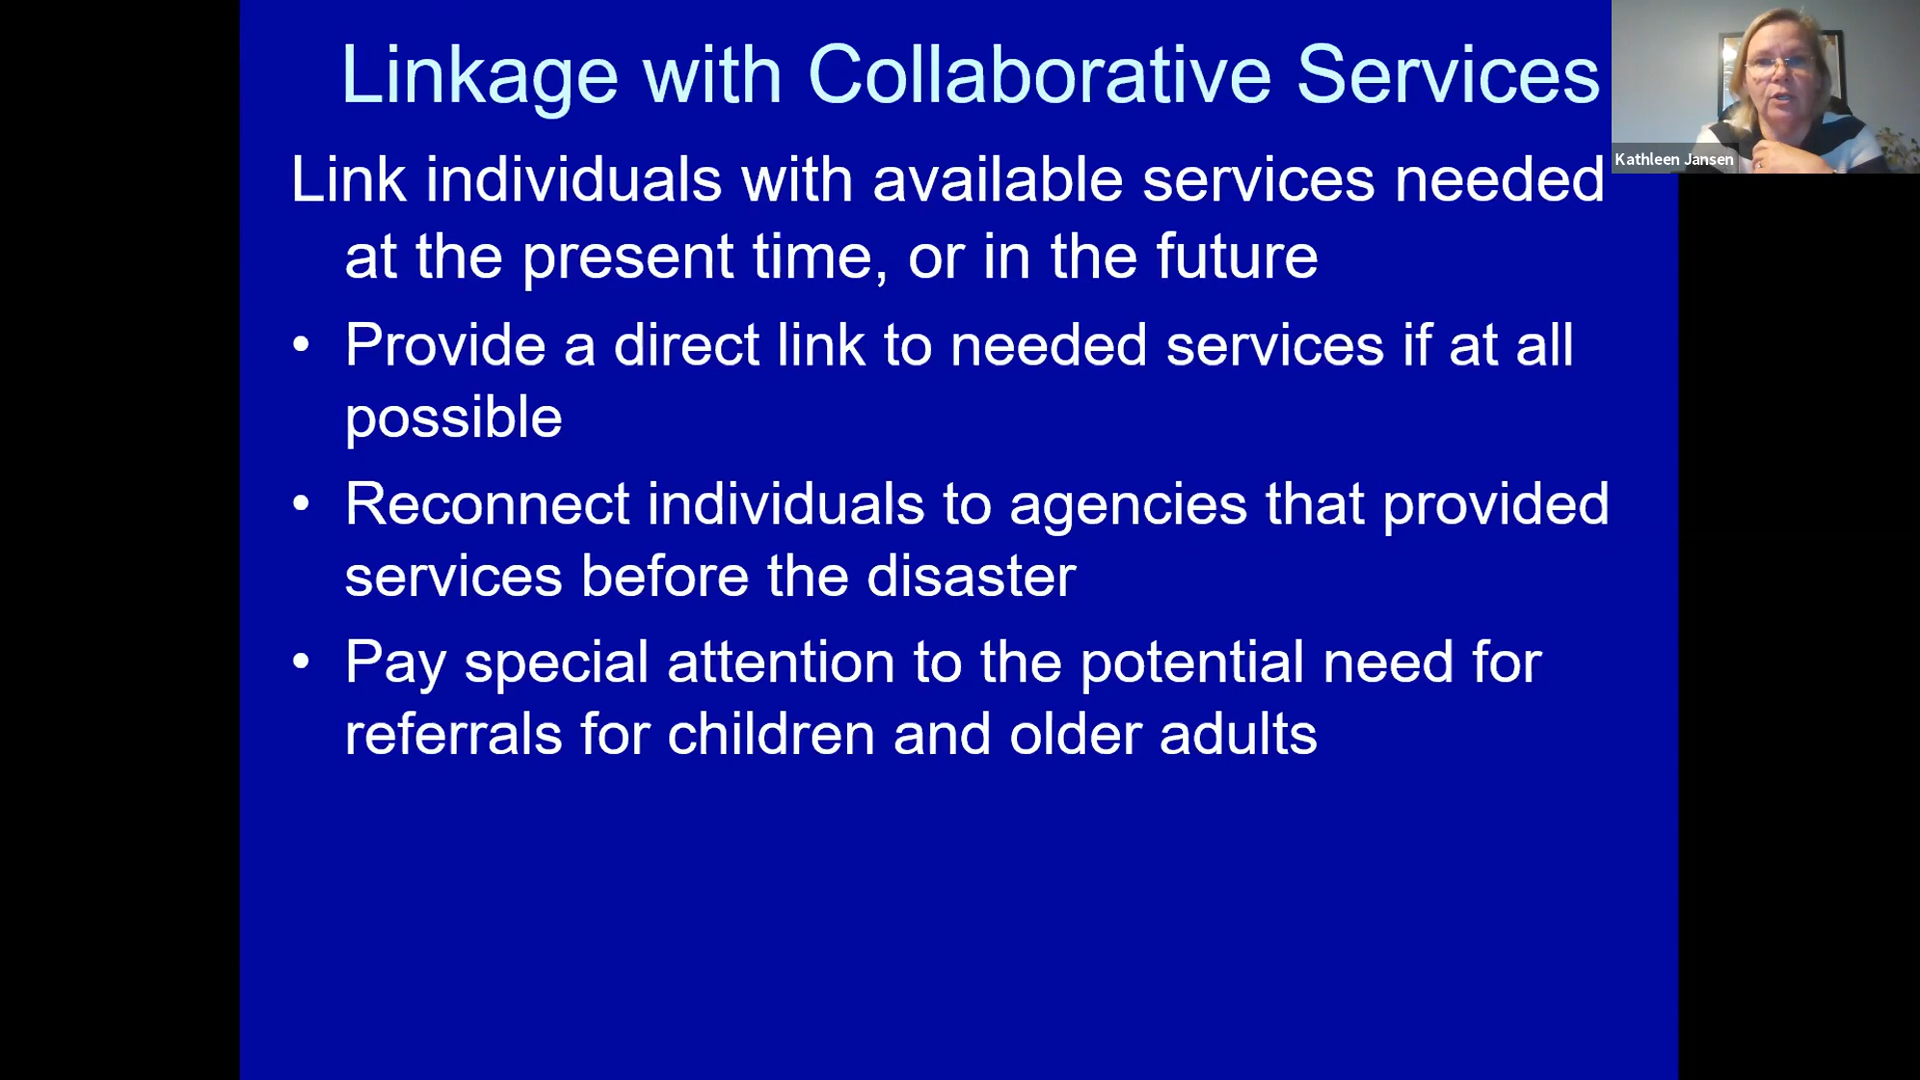 Linkage with Collaborative Services
Kathleen Jansen
Link individuals with available services needed
at the present time, or in the future
• Provide a direct link to needed services if at all
possible
• Reconnect individuals to agencies that provided
services before the disaster
• Pay special attention to the potential need for
referrals for children and older adults